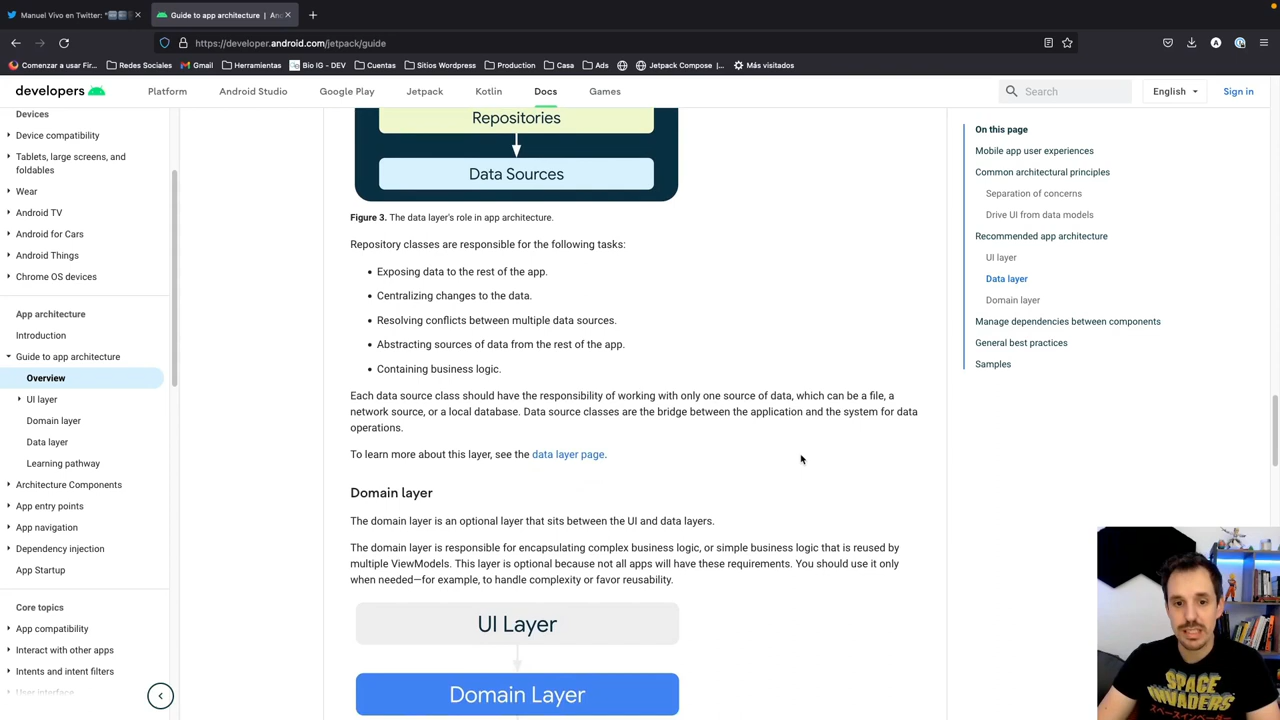 Manuel Vivo en Twitter: "
Guide to app architecture | And
https://developer.android.com/jetpack/guide
Comenzar a usar Fir...
Redes Sociales
Gmail
Herramientas
Bio IG - DEV
Cuentas
Sitios Wordpress
Production
Casa
Ads
Jetpack Compose |...
Más visitados
developers
Platform
Android Studio
Google Play
Jetpack
Kotlin
Docs
Games
Search
English
Sign in
Devices
Device compatibility
Tablets, large screens, and
foldables
Wear
Android TV
Android for Cars
Android Things
Chrome OS devices
App architecture
Introduction
Guide to app architecture
Overview
UI layer
Domain layer
Data layer
Learning pathway
Architecture Components
App entry points
App navigation
Dependency injection
App Startup
Core topics
App compatibility
Interact with other apps
Intents and intent filters
User interface
Repositories
Data Sources
Figure 3. The data layer's role in app architecture.
Repository classes are responsible for the following tasks:
• Exposing data to the rest of the app.
• Centralizing changes to the data.
• Resolving conflicts between multiple data sources.
• Abstracting sources of data from the rest of the app.
• Containing business logic.
Each data source class should have the responsibility of working with only one source of data, which can be a file, a
network source, or a local database. Data source classes are the bridge between the application and the system for data
operations.
To learn more about this layer, see the data layer page.
Domain layer
The domain layer is an optional layer that sits between the UI and data layers.
The domain layer is responsible for encapsulating complex business logic, or simple business logic that is reused by
multiple ViewModels. This layer is optional because not all apps will have these requirements. You should use it only
when needed—for example, to handle complexity or favor reusability.
UI Layer
Domain Layer
On this page
Mobile app user experiences
Common architectural principles
Separation of concerns
Drive UI from data models
Recommended app architecture
UI layer
Data layer
Domain layer
Manage dependencies between components
General best practices
Samples
SPACE
INVADERS